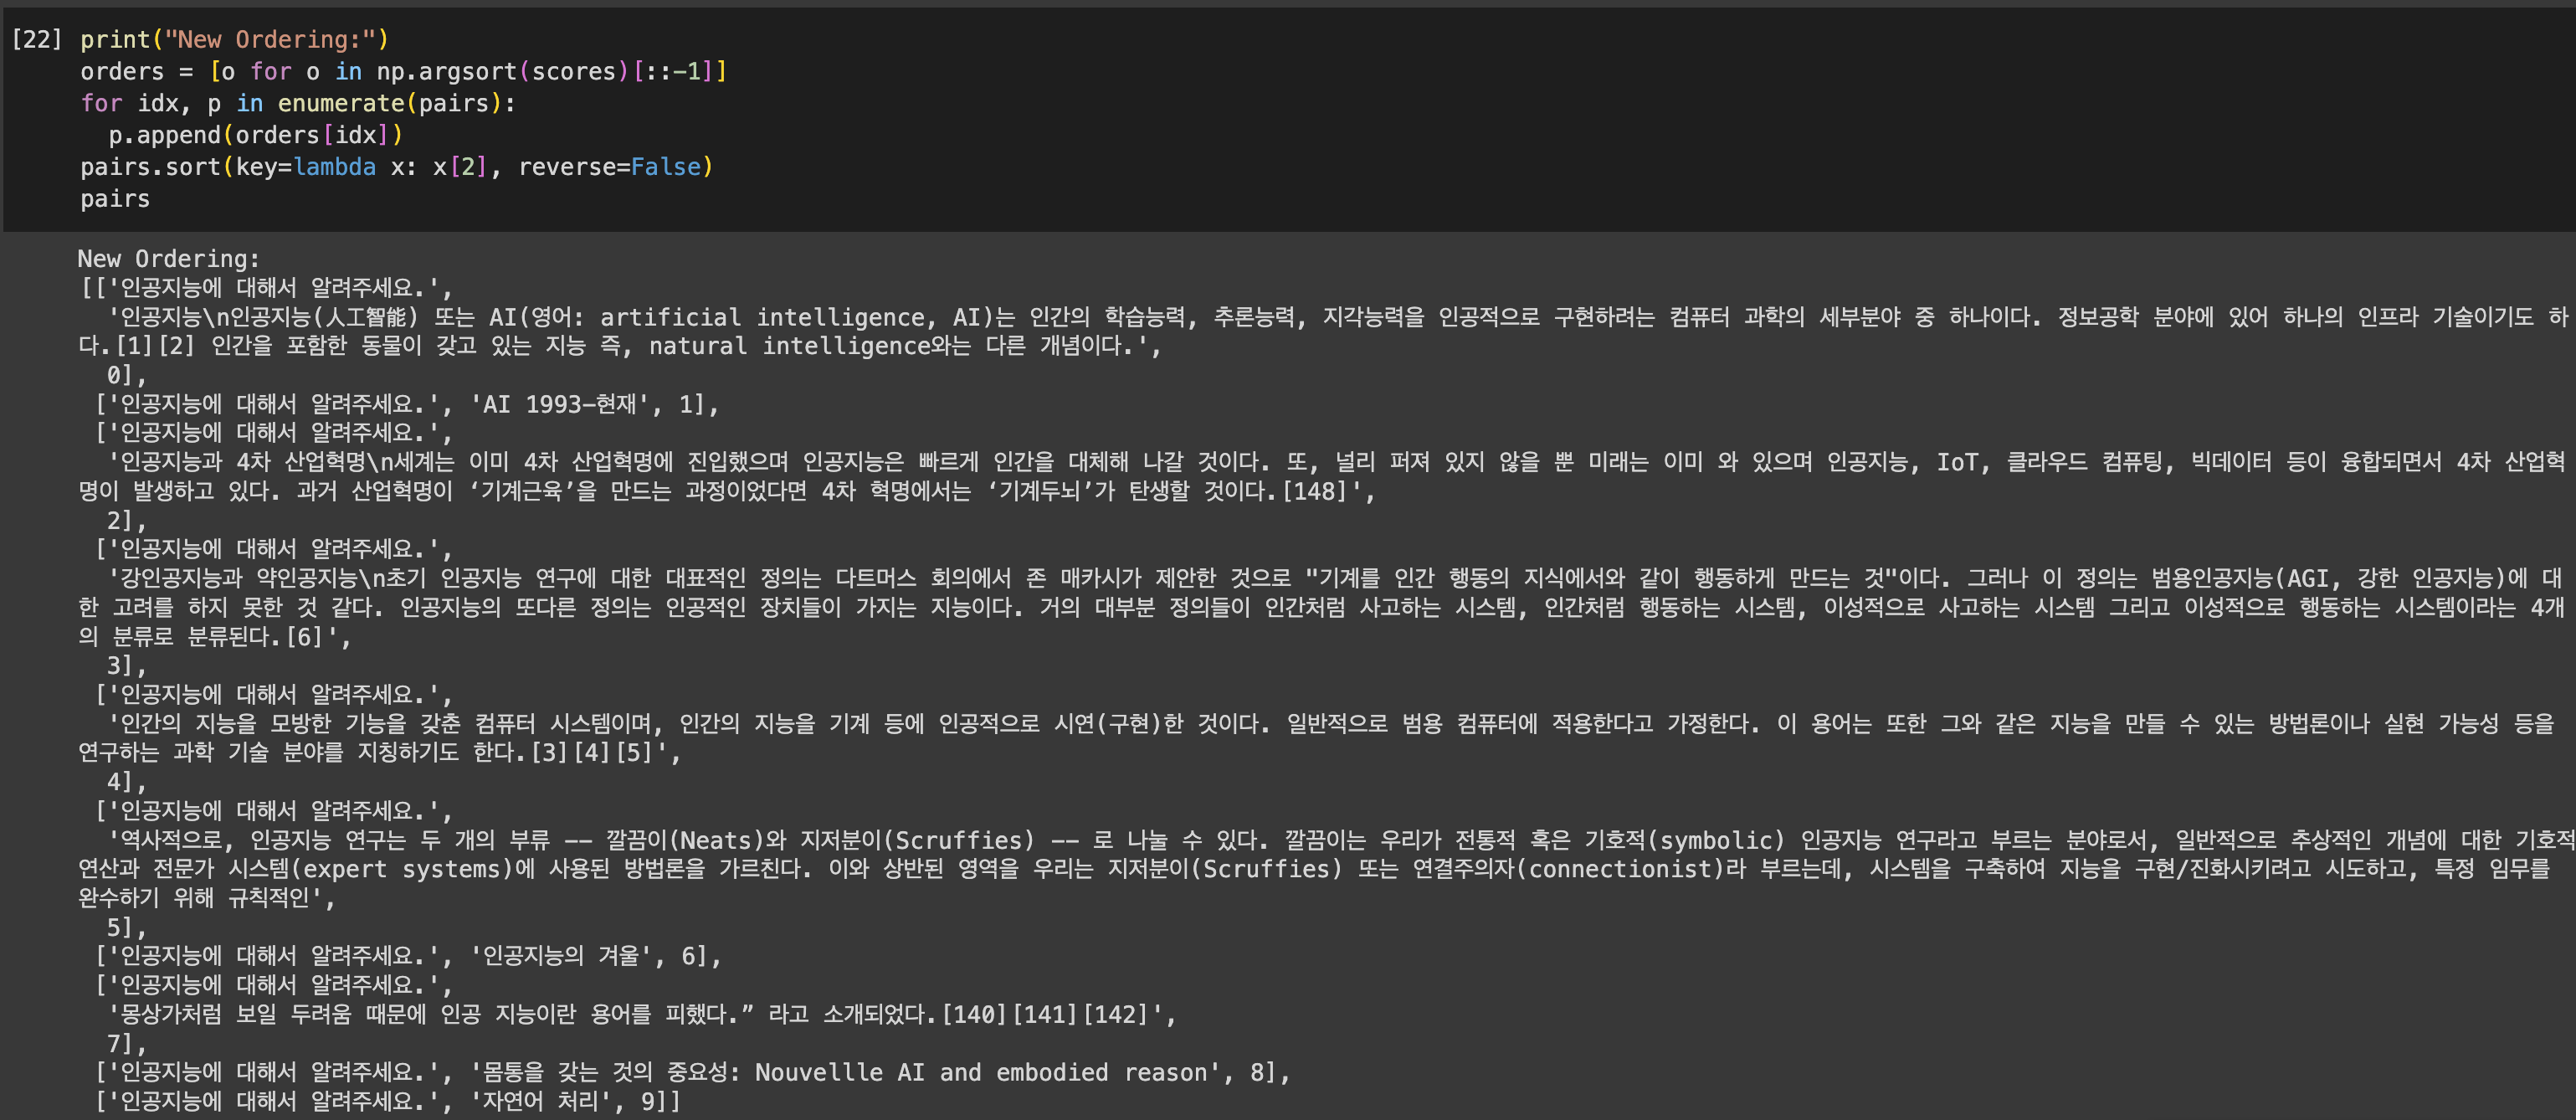 [22] print("New Ordering:")
orders = [o for o in np.argsort(scores)[::-1]]
for idx, p in enumerate(pairs):
  p.append(orders[idx])
pairs.sort(key=lambda x: x[2], reverse=False)
pairs
New Ordering:
[['인공지능에 대해서 알려주세요.',
'인공지능\n인공지능(人工智能) 또는 AI(영어: artificial intelligence, AI)는 인간의 학습능력, 추론능력, 지각능력을 인공적으로 구현하려는 컴퓨터 과학의 세부분야 중 하나이다. 정보공학 분야에 있어 하나의 인프라 기술이기도 하
다.[1][2] 인간을 포함한 동물이 갖고 있는 지능 즉, natural intelligence와는 다른 개념이다.',
0],
['인공지능에 대해서 알려주세요.', 'AI 1993–현재', 1],
['인공지능에 대해서 알려주세요.',
'인공지능과 4차 산업혁명\n세계는 이미 4차 산업혁명에 진입했으며 인공지능은 빠르게 인간을 대체해 나갈 것이다. 또, 널리 퍼져 있지 않을 뿐 미래는 이미 와 있으며 인공지능, IoT, 클라우드 컴퓨팅, 빅데이터 등이 융합되면서 4차 산업혁
명이 발생하고 있다. 과거 산업혁명이 ‘기계근육’을 만드는 과정이었다면 4차 혁명에서는 ‘기계두뇌’가 탄생할 것이다.[148]',
2],
['인공지능에 대해서 알려주세요.',
'강인공지능과 약인공지능\n초기 인공지능 연구에 대한 대표적인 정의는 다트머스 회의에서 존 매카시가 제안한 것으로 "기계를 인간 행동의 지식에서와 같이 행동하게 만드는 것"이다. 그러나 이 정의는 범용인공지능(AGI, 강한 인공지능)에 대
한 고려를 하지 못한 것 같다. 인공지능의 또다른 정의는 인공적인 장치들이 가지는 지능이다. 거의 대부분 정의들이 인간처럼 사고하는 시스템, 인간처럼 행동하는 시스템, 이성적으로 사고하는 시스템 그리고 이성적으로 행동하는 시스템이라는 4개
의 분류로 분류된다.[6]',
3],
['인공지능에 대해서 알려주세요.',
'인간의 지능을 모방한 기능을 갖춘 컴퓨터 시스템이며, 인간의 지능을 기계 등에 인공적으로 시연(구현)한 것이다. 일반적으로 범용 컴퓨터에 적용한다고 가정한다. 이 용어는 또한 그와 같은 지능을 만들 수 있는 방법론이나 실현 가능성 등을
연구하는 과학 기술 분야를 지칭하기도 한다.[3][4][5]',
4],
['인공지능에 대해서 알려주세요.',
'역사적으로, 인공지능 연구는 두 개의 부류 –– 깔끔이(Neats)와 지저분이(Scruffies) –– 로 나눌 수 있다. 깔끔이는 우리가 전통적 혹은 기호적(symbolic) 인공지능 연구라고 부르는 분야로서, 일반적으로 추상적인 개념에 대한 기호적
연산과 전문가 시스템(expert systems)에 사용된 방법론을 가르친다. 이와 상반된 영역을 우리는 지저분이(Scruffies) 또는 연결주의자(connectionist)라 부르는데, 시스템을 구축하여 지능을 구현/진화시키려고 시도하고, 특정 임무를
완수하기 위해 규칙적인',
5],
['인공지능에 대해서 알려주세요.', '인공지능의 겨울', 6],
['인공지능에 대해서 알려주세요.',
'몽상가처럼 보일 두려움 때문에 인공 지능이란 용어를 피했다.” 라고 소개되었다.[140][141][142]',
7],
['인공지능에 대해서 알려주세요.', '몸통을 갖는 것의 중요성: Nouvellle AI and embodied reason', 8],
['인공지능에 대해서 알려주세요.', '자연어 처리', 9]]